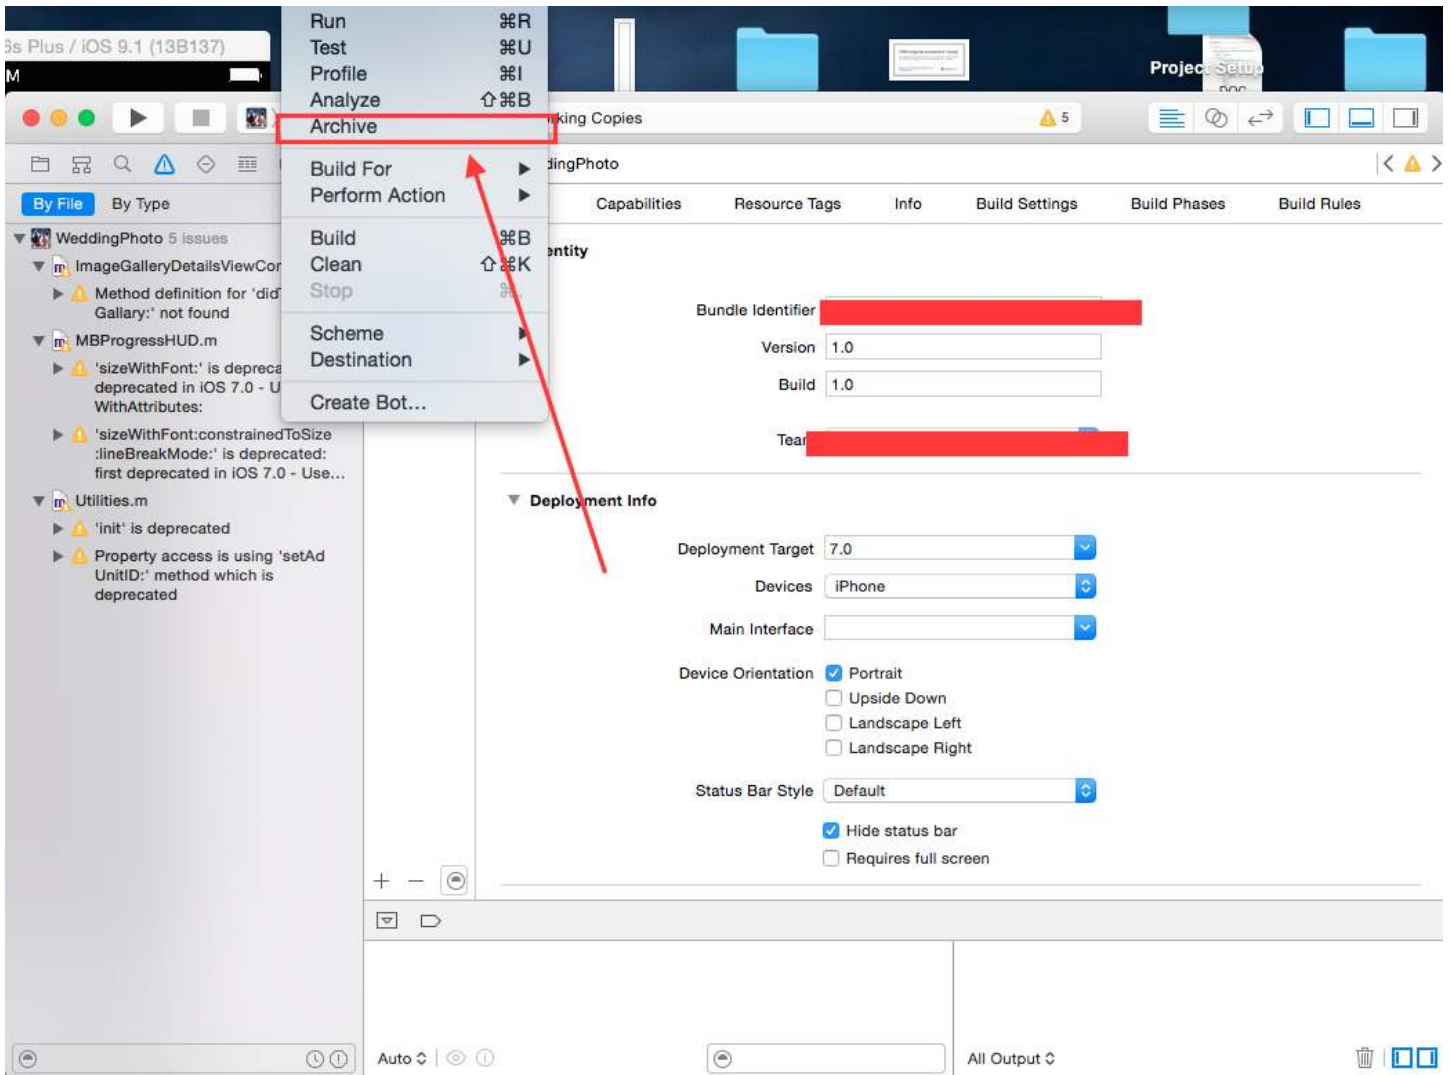 6s Plus / iOS 9.1 (13B137)
M
Run ⌘R
Test ⌘U
Profile ⌘I
Analyze ⇧⌘B
Archive
Build For
Perform Action
Build ⌘B
Clean ⇧⌘K
Stop ⌘.
Scheme
Destination
Create Bot...
Project Setup
DOC
king Copies
5
dingPhoto
By File By Type
Capabilities Resource Tags Info Build Settings Build Phases Build Rules
WeddingPhoto 5 issues
ImageGalleryDetailsViewCon
Method definition for 'did
Gallary:' not found
MBProgressHUD.m
'sizeWithFont:' is depreca
deprecated in iOS 7.0 - U
WithAttributes:
'sizeWithFont:constrainedToSize
:lineBreakMode:' is deprecated:
first deprecated in iOS 7.0 - Use...
Utilities.m
'init' is deprecated
Property access is using 'setAd
UnitID:' method which is
deprecated
entity
Bundle Identifier
Version 1.0
Build 1.0
Tea
Deployment Info
Deployment Target 7.0
Devices iPhone
Main Interface
Device Orientation Portrait
Upside Down
Landscape Left
Landscape Right
Status Bar Style Default
Hide status bar
Requires full screen
Auto
All Output